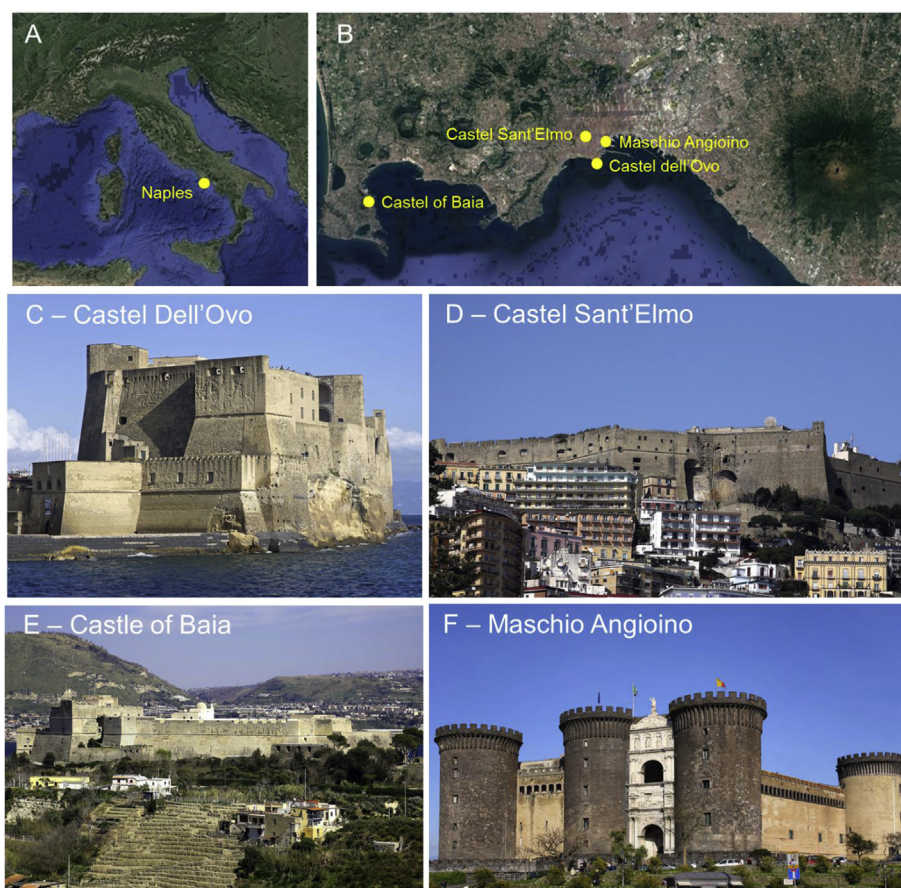 A
Naples
B
Castel Sant'Elmo
Maschio Angioino
Castel dell'Ovo
Castel of Baia
C – Castel Dell'Ovo
D – Castel Sant'Elmo
E – Castle of Baia
F – Maschio Angioino